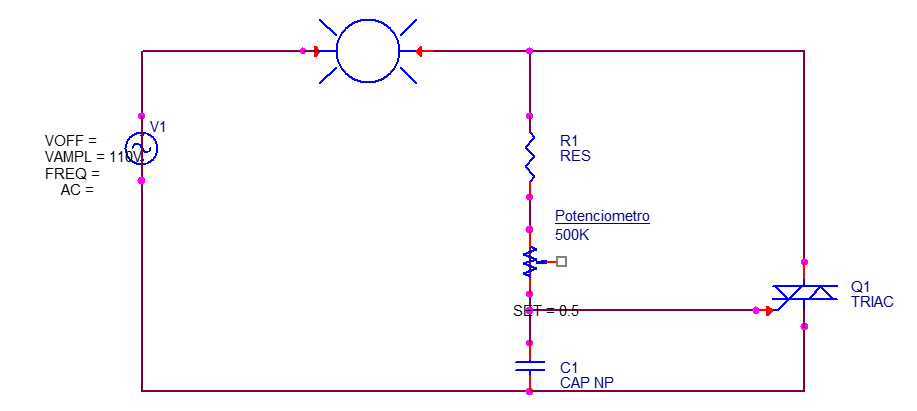 V1
VOFF =
VAMPL = 110V
FREQ =
AC =
R1
RES
Potenciometro
500K
SET = 0.5
Q1
TRIAC
C1
CAP NP